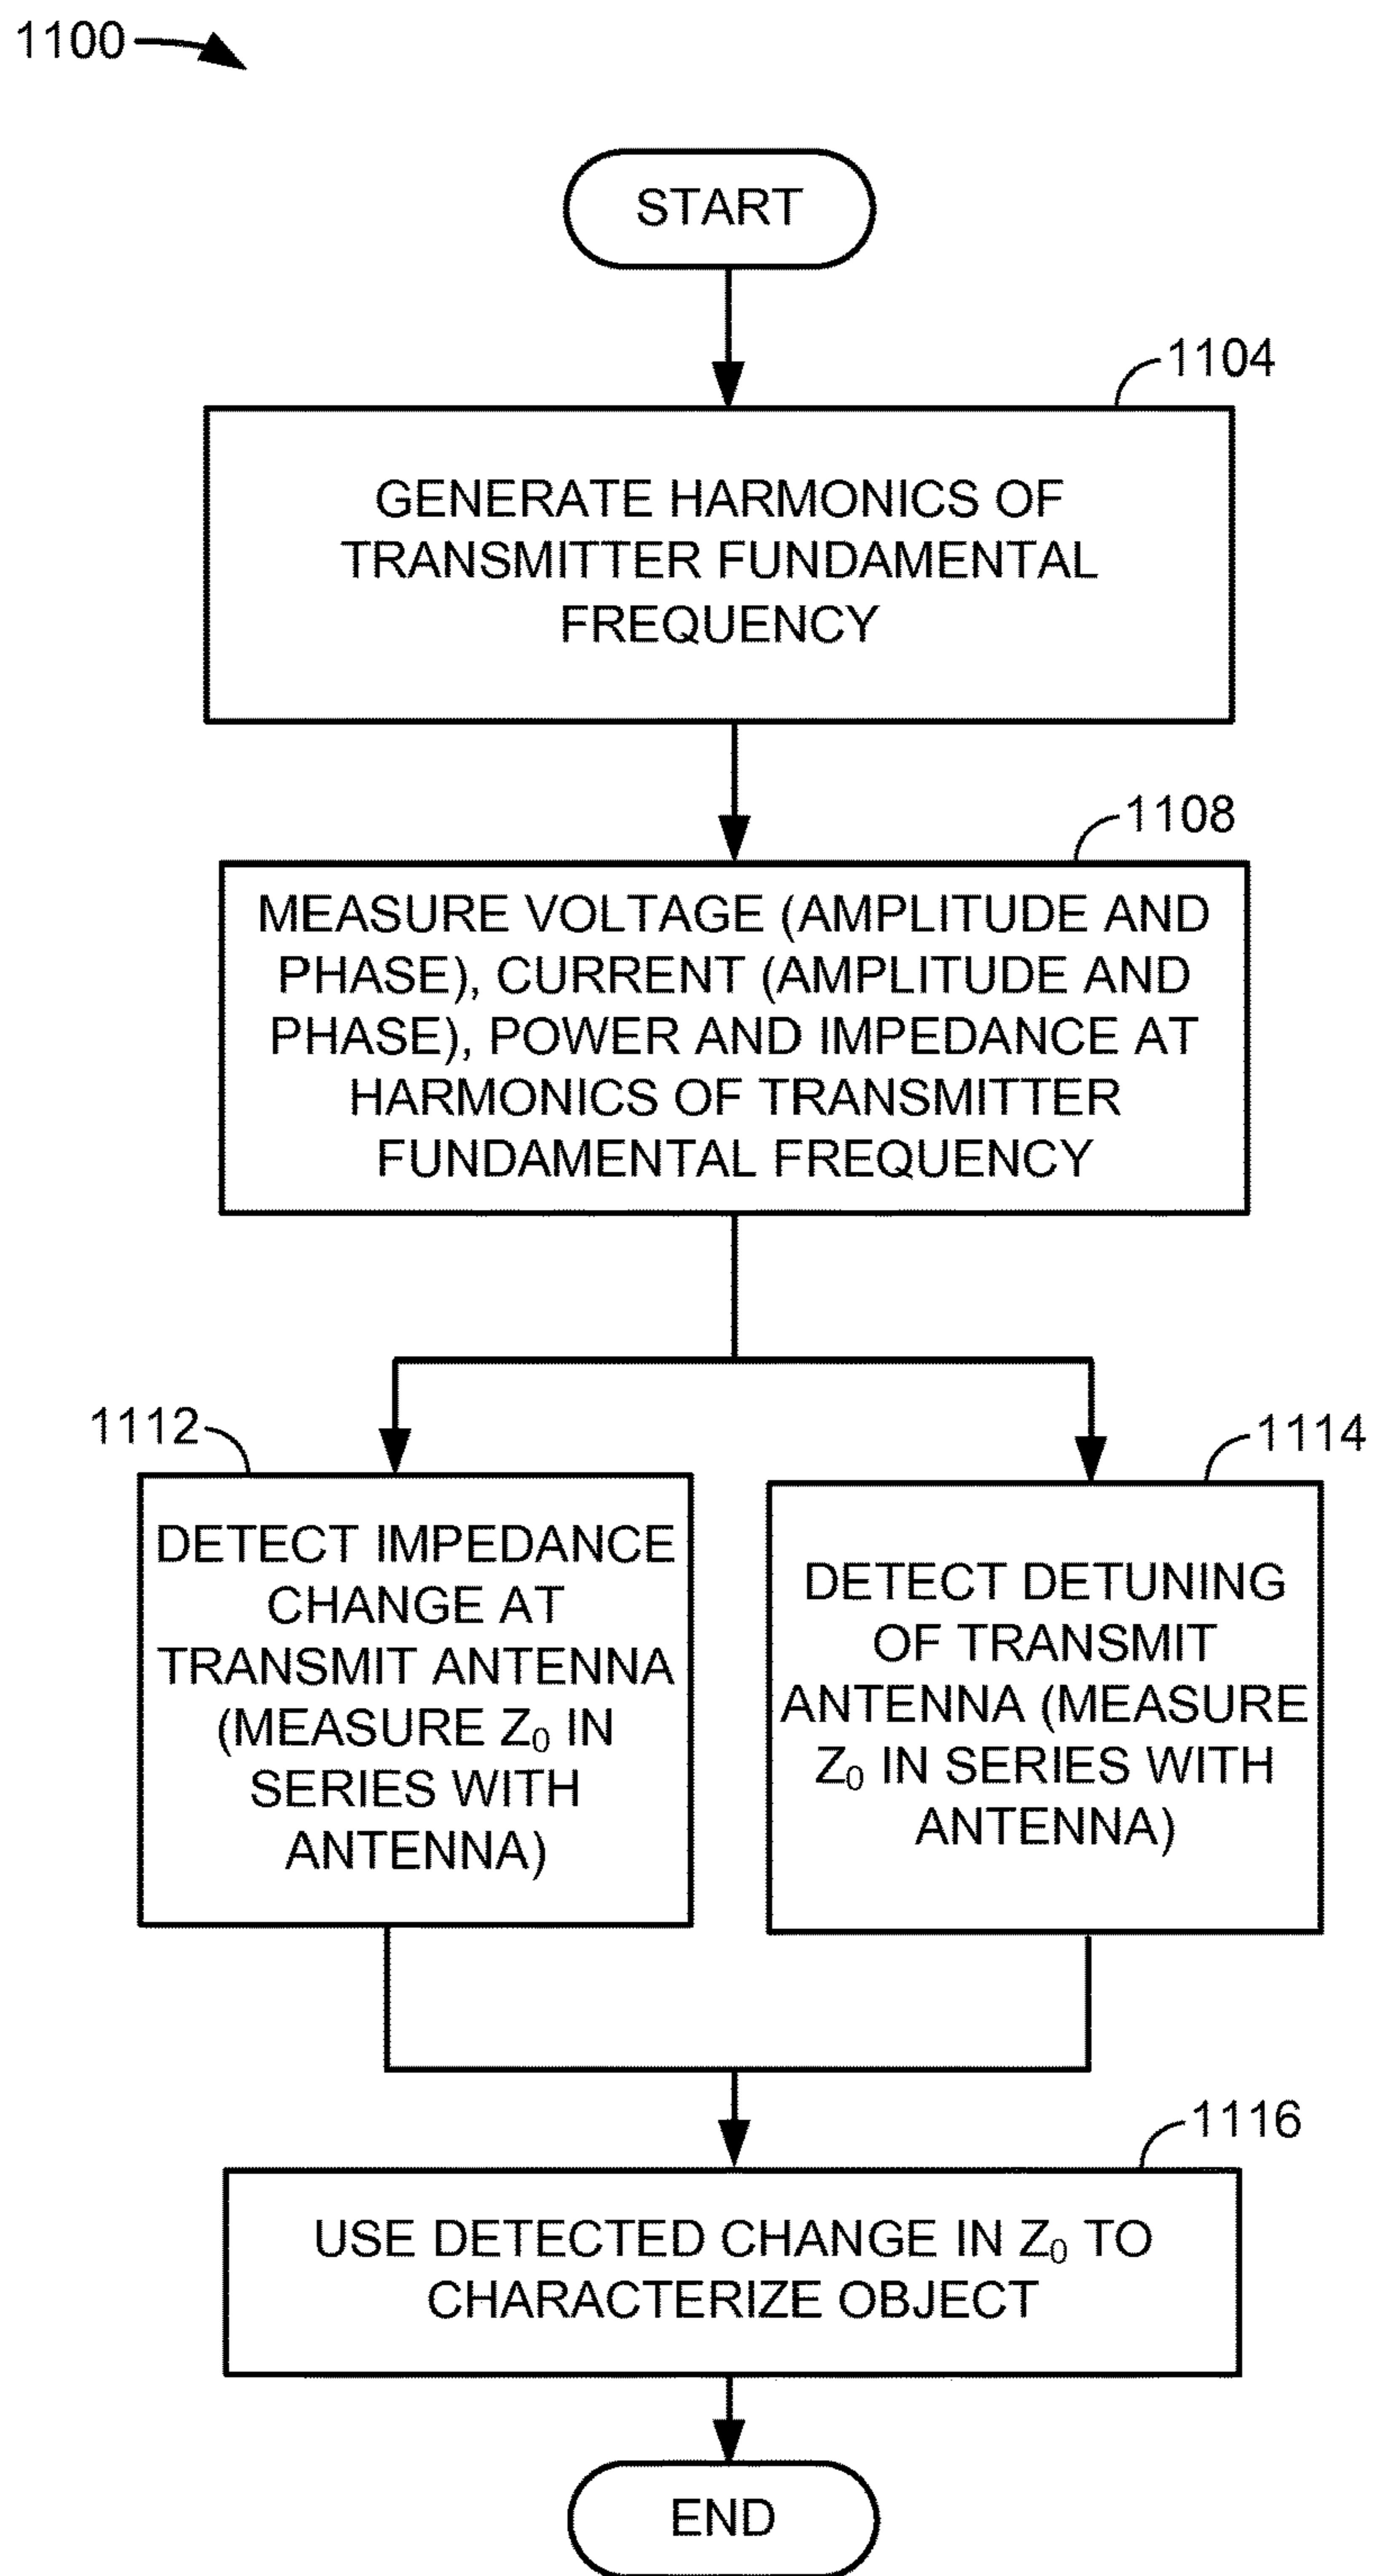 1100
START
1104
GENERATE HARMONICS OF
TRANSMITTER FUNDAMENTAL
FREQUENCY
1108
MEASURE VOLTAGE (AMPLITUDE AND
PHASE), CURRENT (AMPLITUDE AND
PHASE), POWER AND IMPEDANCE AT
HARMONICS OF TRANSMITTER
FUNDAMENTAL FREQUENCY
1112
DETECT IMPEDANCE
CHANGE AT
TRANSMIT ANTENNA
(MEASURE Z₀ IN
SERIES WITH
ANTENNA)
1114
DETECT DETUNING
OF TRANSMIT
ANTENNA (MEASURE
Z₀ IN SERIES WITH
ANTENNA)
1116
USE DETECTED CHANGE IN Z₀ TO
CHARACTERIZE OBJECT
END